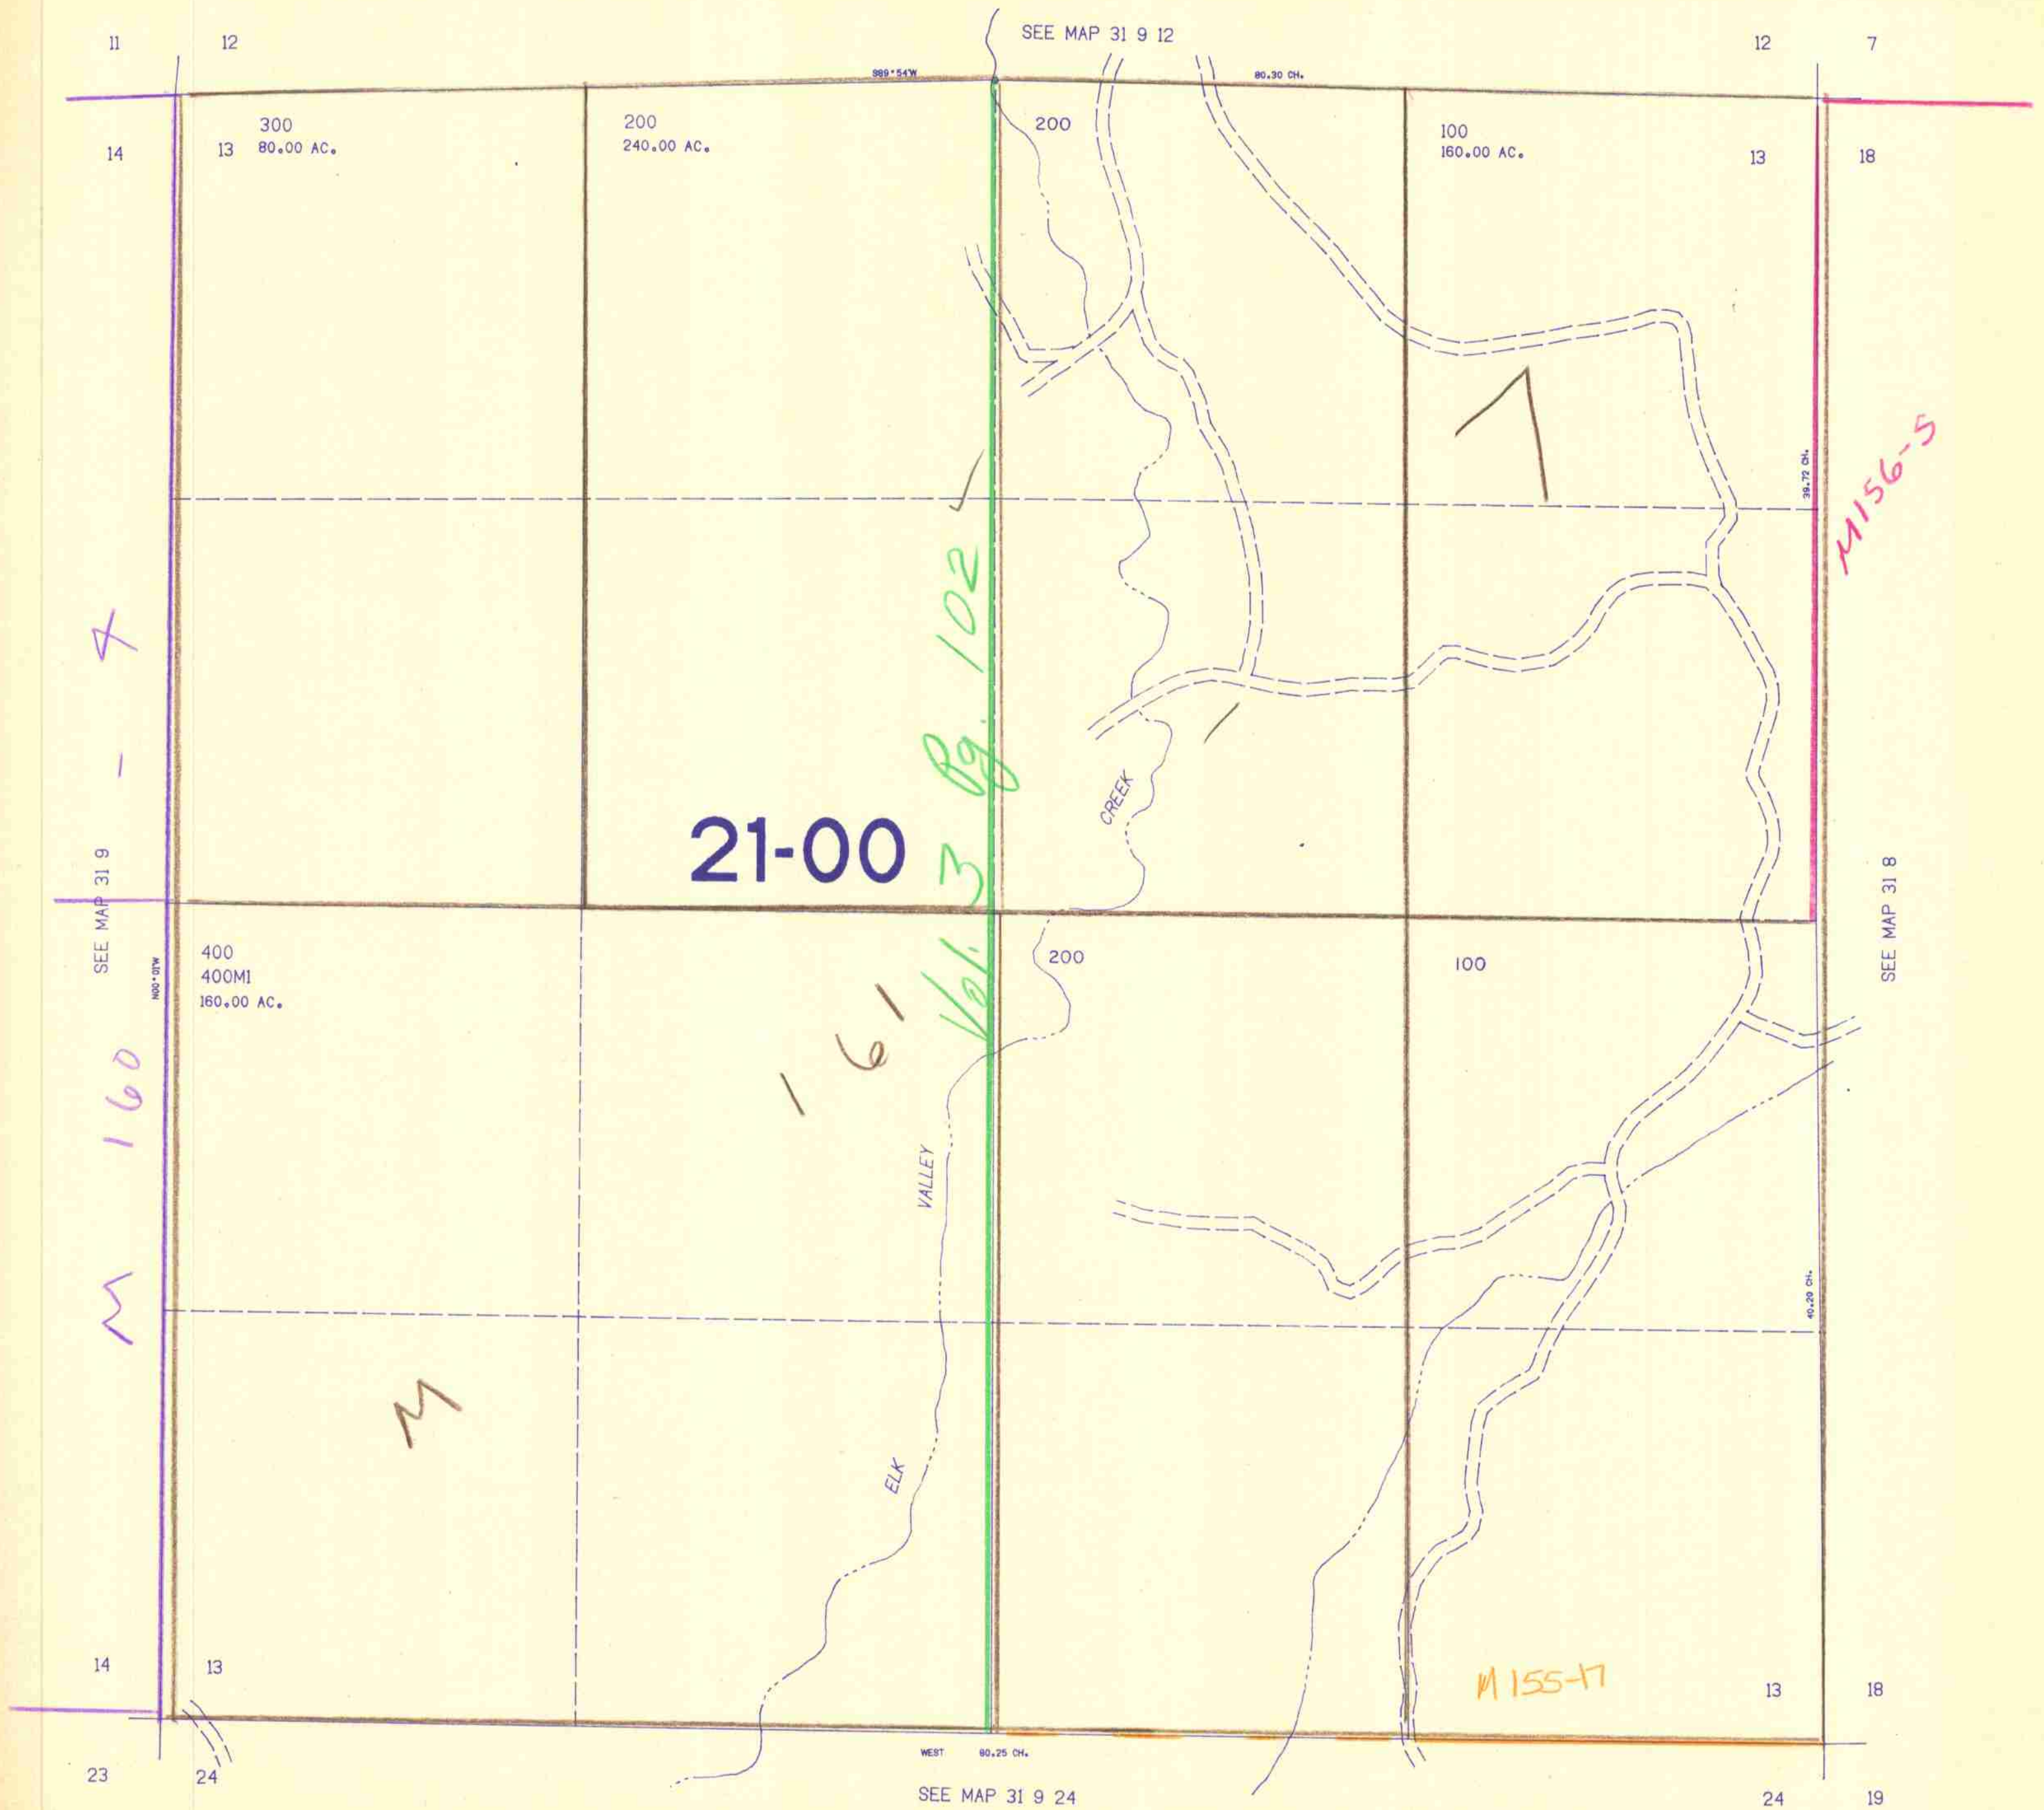 SEE MAP 31 9 12
11
12
12
7
S89°54'W
80.30 CH.
14
13
300
80.00 AC.
200
240.00 AC.
200
100
160.00 AC.
13
18
39.72 CH.
M156-5
SEE MAP 31 9
M 160 - 4
Vol. 3 Pg. 102
21-00
CREEK
SEE MAP 31 8
N00°01'W
400
400M1
160.00 AC.
200
100
M 161 - 7
VALLEY
ELK
40.20 CH.
M 155-17
14
13
13
18
WEST 80.25 CH.
23
24
SEE MAP 31 9 24
24
19